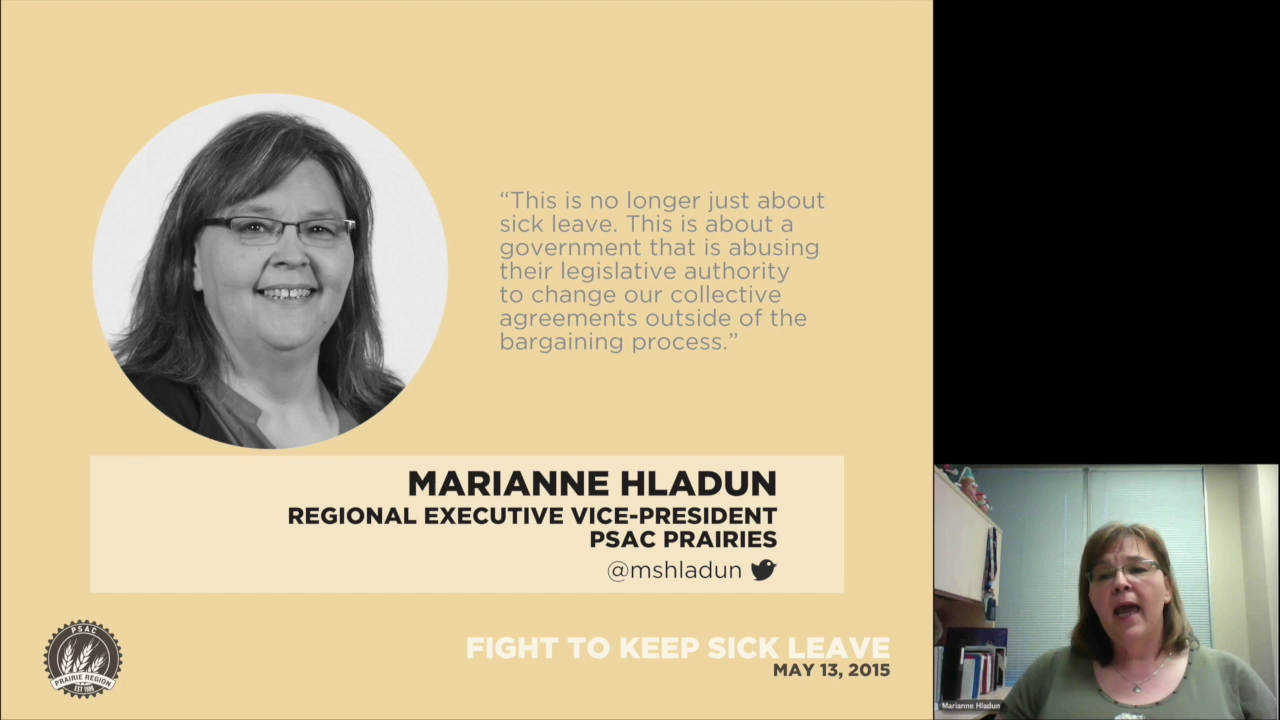 “This is no longer just about
sick leave. This is about a
government that is abusing
their legislative authority
to change our collective
agreements outside of the
bargaining process.”
MARIANNE HLADUN
REGIONAL EXECUTIVE VICE-PRESIDENT
PSAC PRAIRIES
@mshladun
PSAC
PRAIRIE REGION
FIGHT TO KEEP SICK LEAVE
MAY 13, 2015
Marianne Hladun